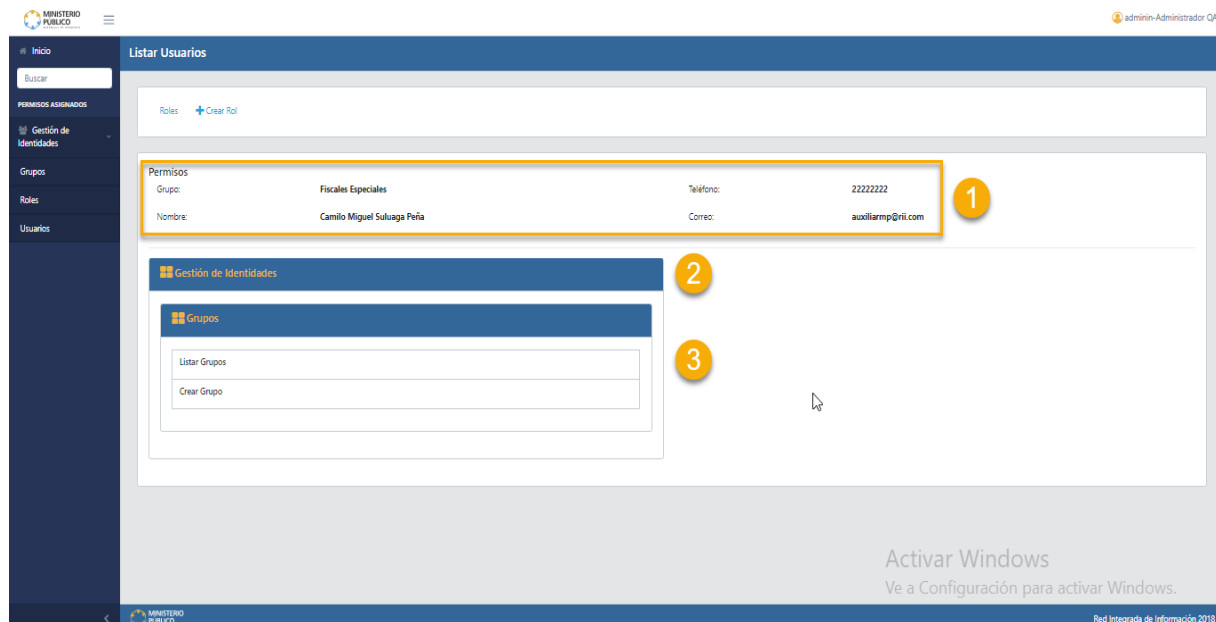 MINISTERIO
PÚBLICO
adminin-Administrador QA
Inicio
Listar Usuarios
Buscar
PERMISOS ASIGNADOS
Gestión de
Identidades
Grupos
Roles
Usuarios
Roles
Crear Rol
Permisos
Grupo: Fiscales Especiales Teléfono: 22222222
Nombre: Camilo Miguel Suluaga Peña Correo: auxiliarmp@rii.com
1
Gestión de Identidades
2
Grupos
Listar Grupos
3
Crear Grupo
Activar Windows
Ve a Configuración para activar Windows.
MINISTERIO
PÚBLICO
Red Integrada de Información 2018